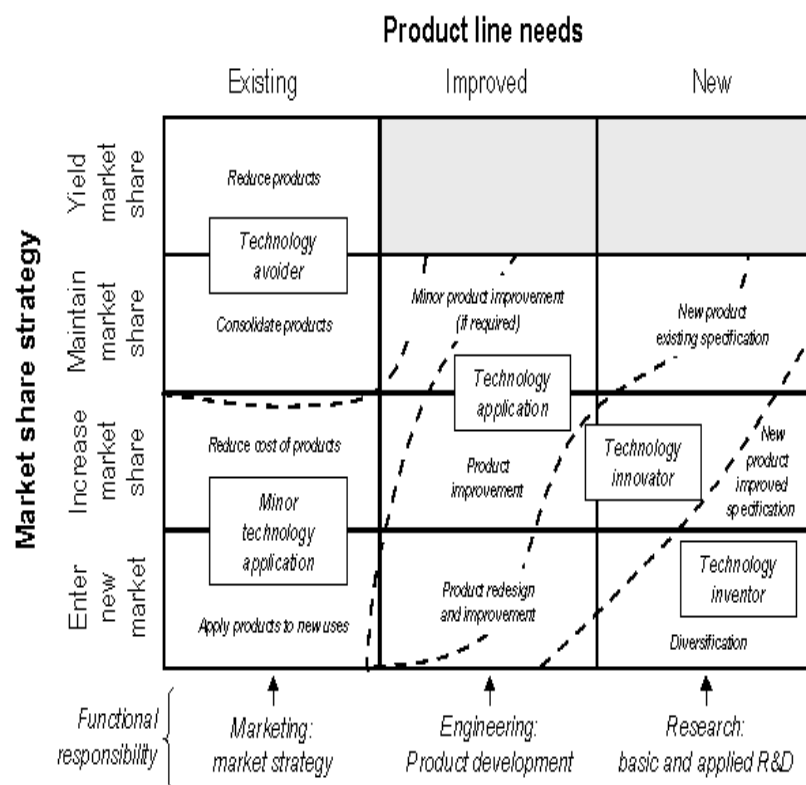 Product line needs
Existing
Improved
New
Market share strategy
Yield
market
share
Reduce products
Technology
avoider
Maintain
market
share
Consolidate products
Minor product improvement
(if required)
New product
existing specification
Technology
application
Increase
market
share
Reduce cost of products
Product
improvement
Technology
innovator
New
product
improved
specification
Minor
technology
application
Enter
new
market
Apply products to new uses
Product redesign
and improvement
Technology
inventor
Diversification
Functional
responsibility
Marketing:
market strategy
Engineering:
Product development
Research:
basic and applied R&D